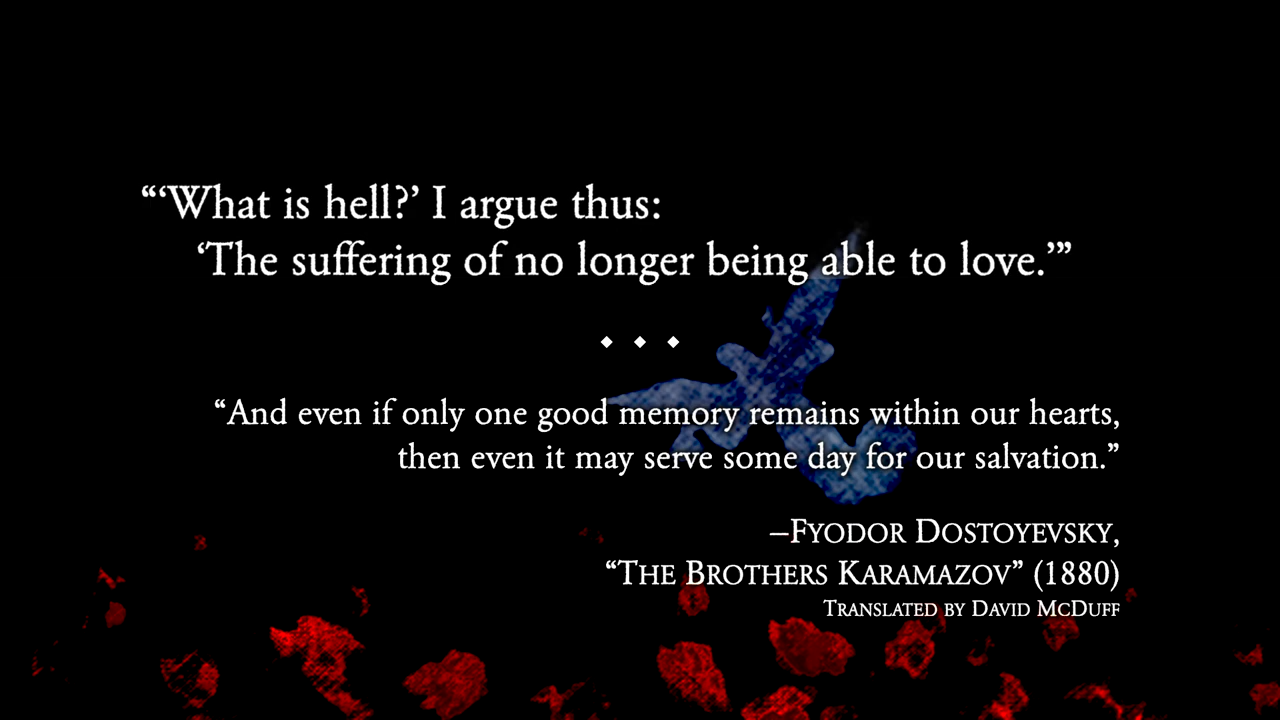 “‘What is hell?’ I argue thus:
‘The suffering of no longer being able to love.’”
“And even if only one good memory remains within our hearts,
then even it may serve some day for our salvation.”
–Fyodor Dostoyevsky,
“The Brothers Karamazov” (1880)
Translated by David McDuff